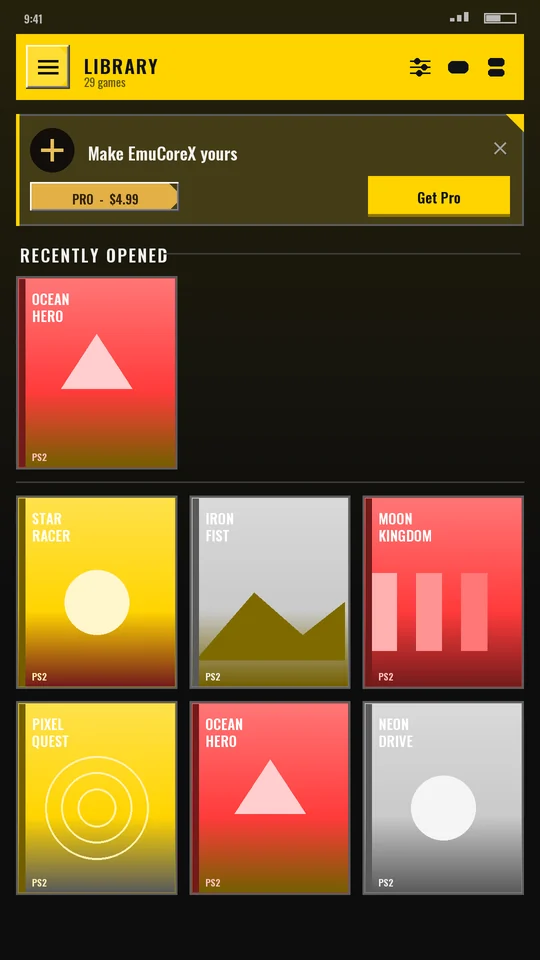 9:41
LIBRARY
29 games
Make EmuCoreX yours
PRO - $4.99
Get Pro
RECENTLY OPENED
OCEAN
HERO
PS2
STAR
RACER
PS2
IRON
FIST
PS2
MOON
KINGDOM
PS2
PIXEL
QUEST
PS2
OCEAN
HERO
PS2
NEON
DRIVE
PS2